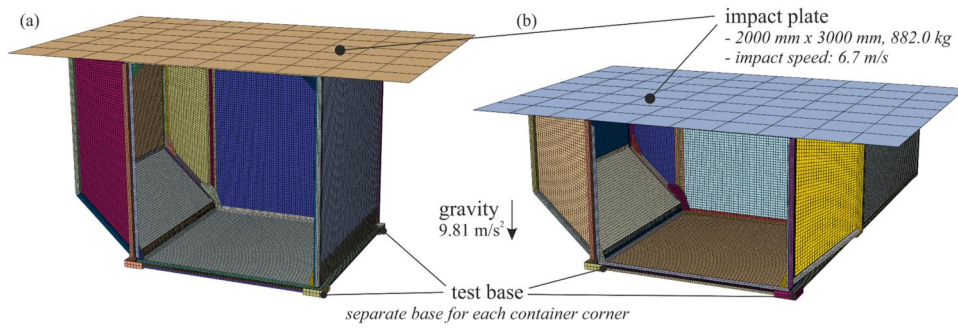 (a)
(b)
impact plate
- 2000 mm x 3000 mm, 882.0 kg
- impact speed: 6.7 m/s
gravity
9.81 m/s²
test base
separate base for each container corner